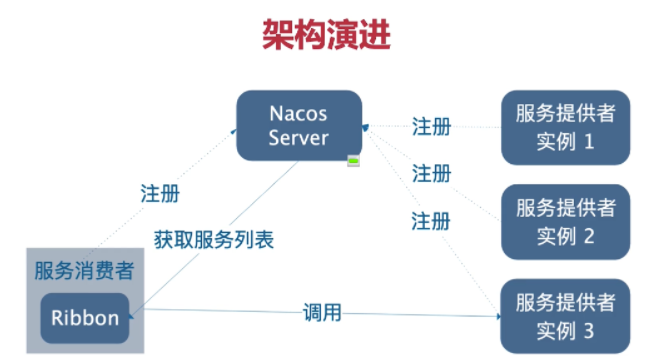 架构演进
Nacos
Server
注册
服务提供者
实例 1
注册
注册
服务提供者
实例 2
获取服务列表
注册
服务消费者
Ribbon
调用
服务提供者
实例 3